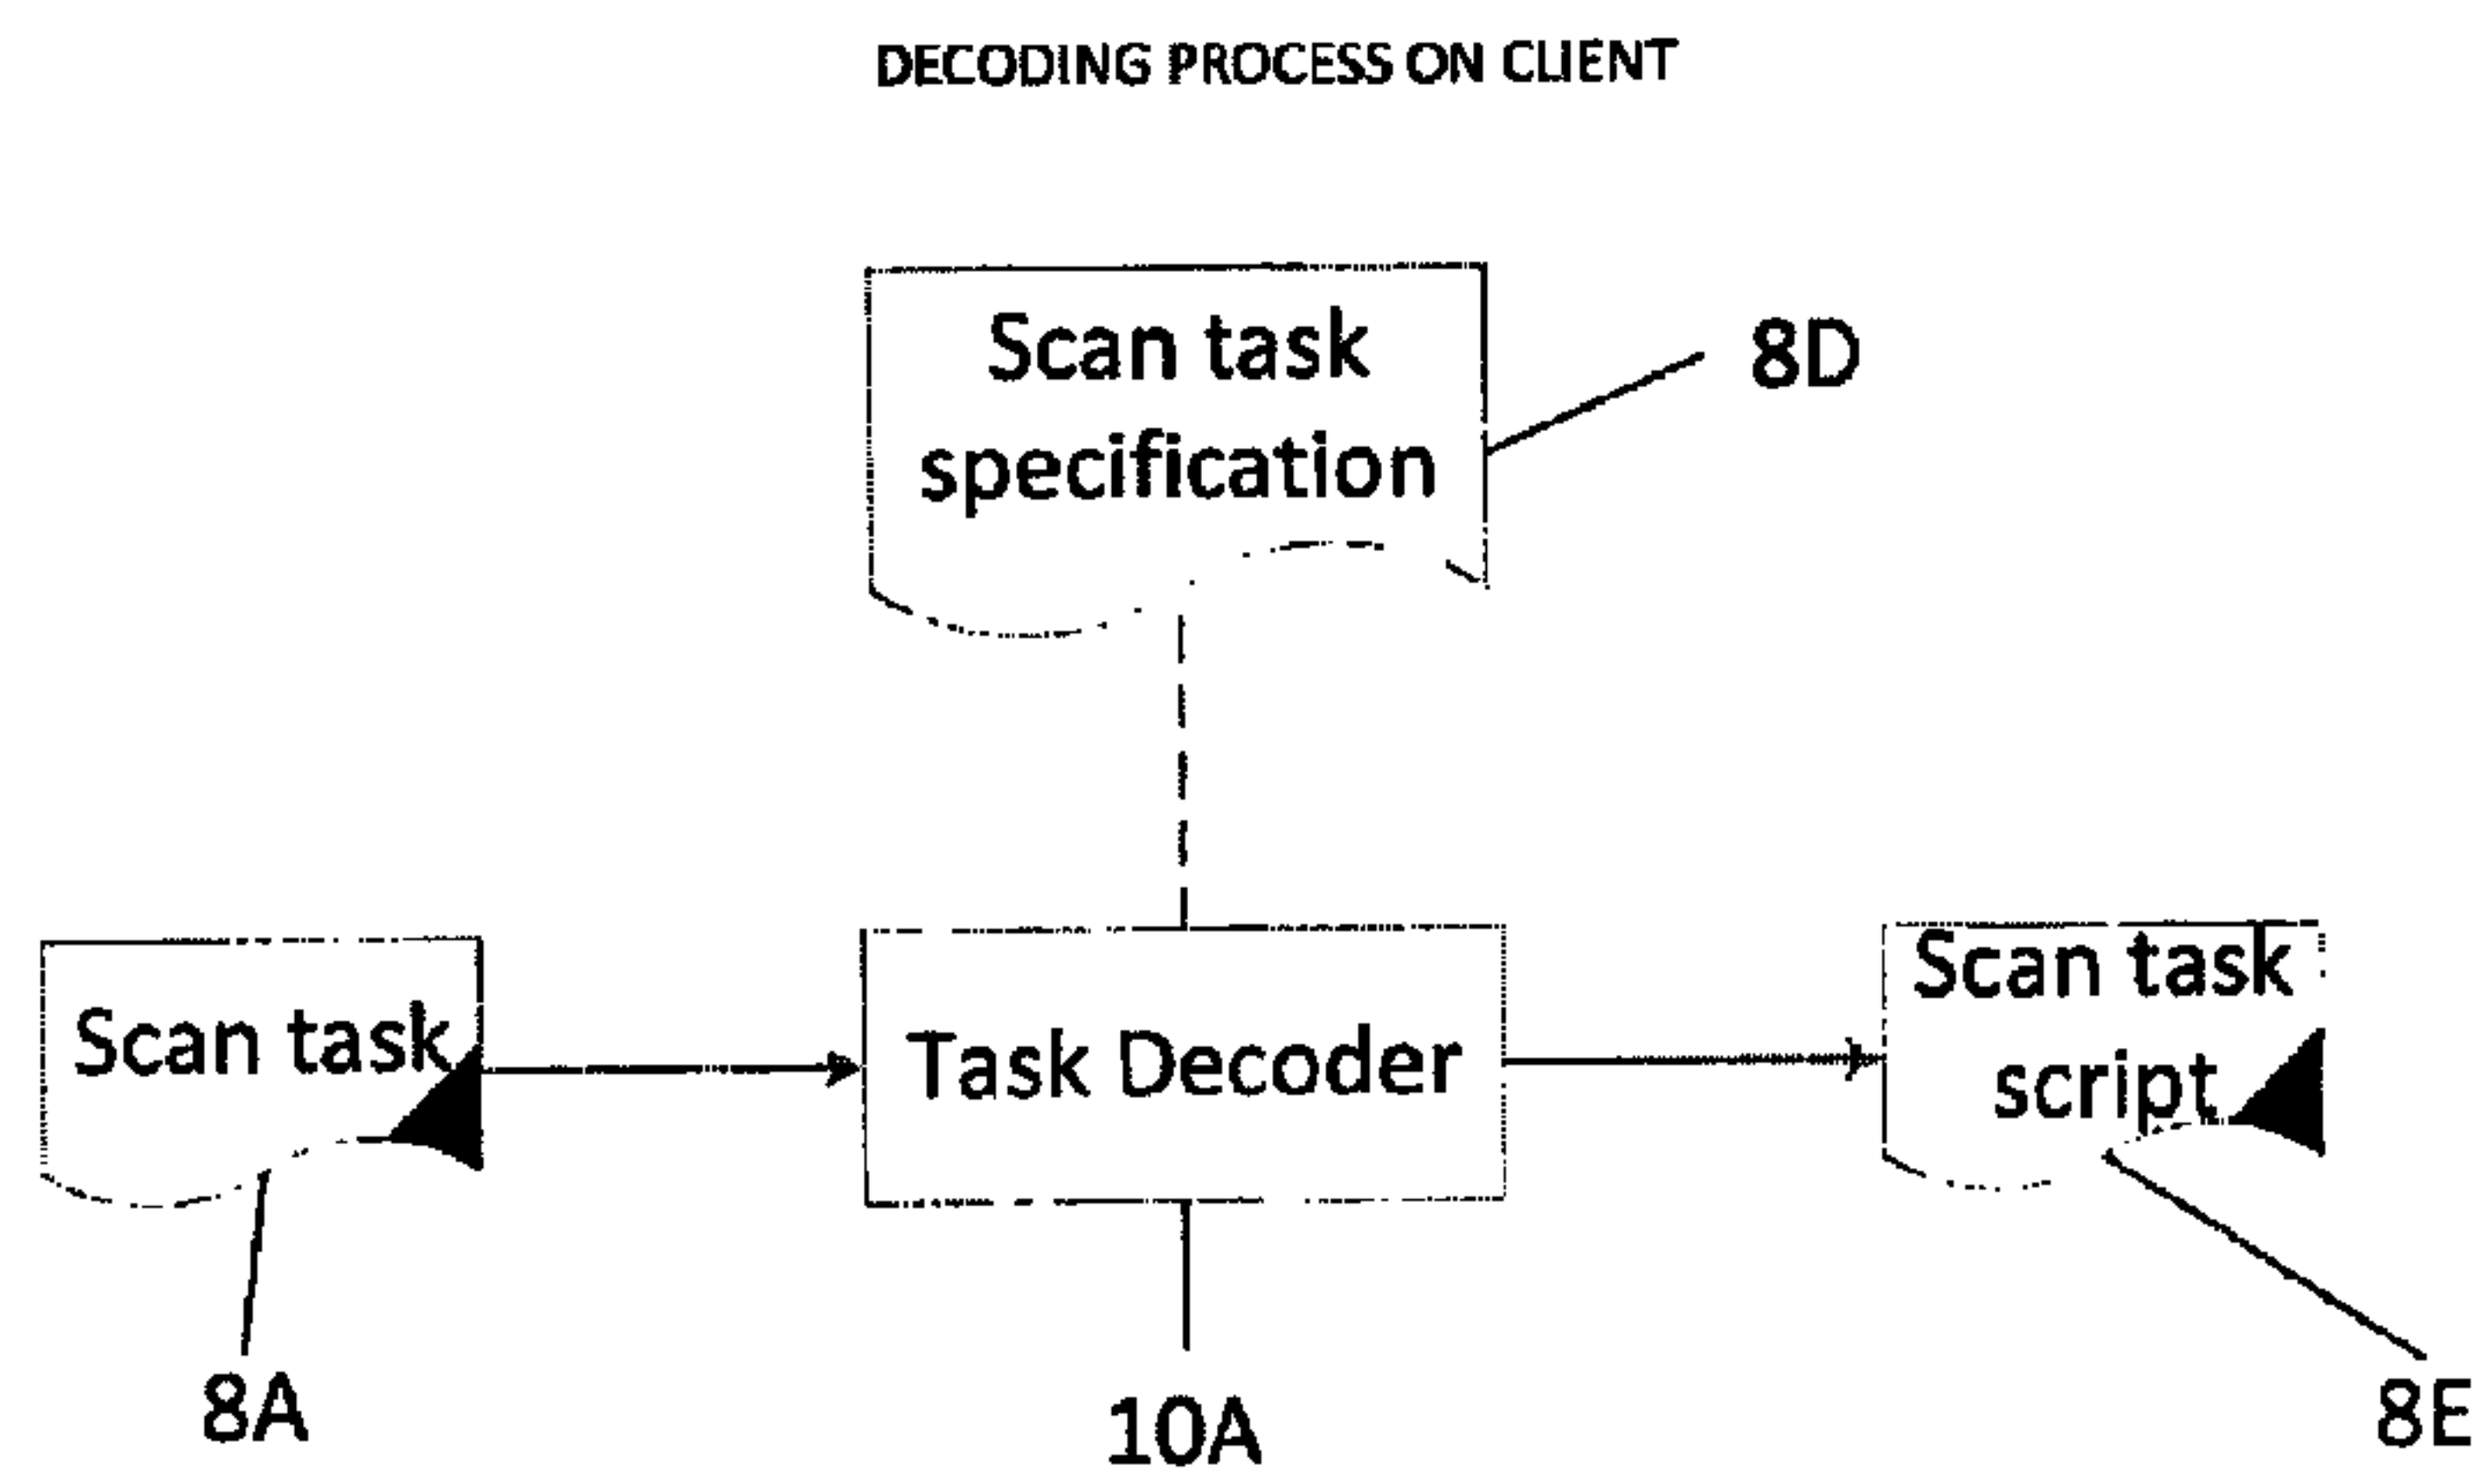 DECODING PROCESS ON CLIENT
Scan task
specification
8D
Scan task
Task Decoder
Scan task
script
8A
10A
8E